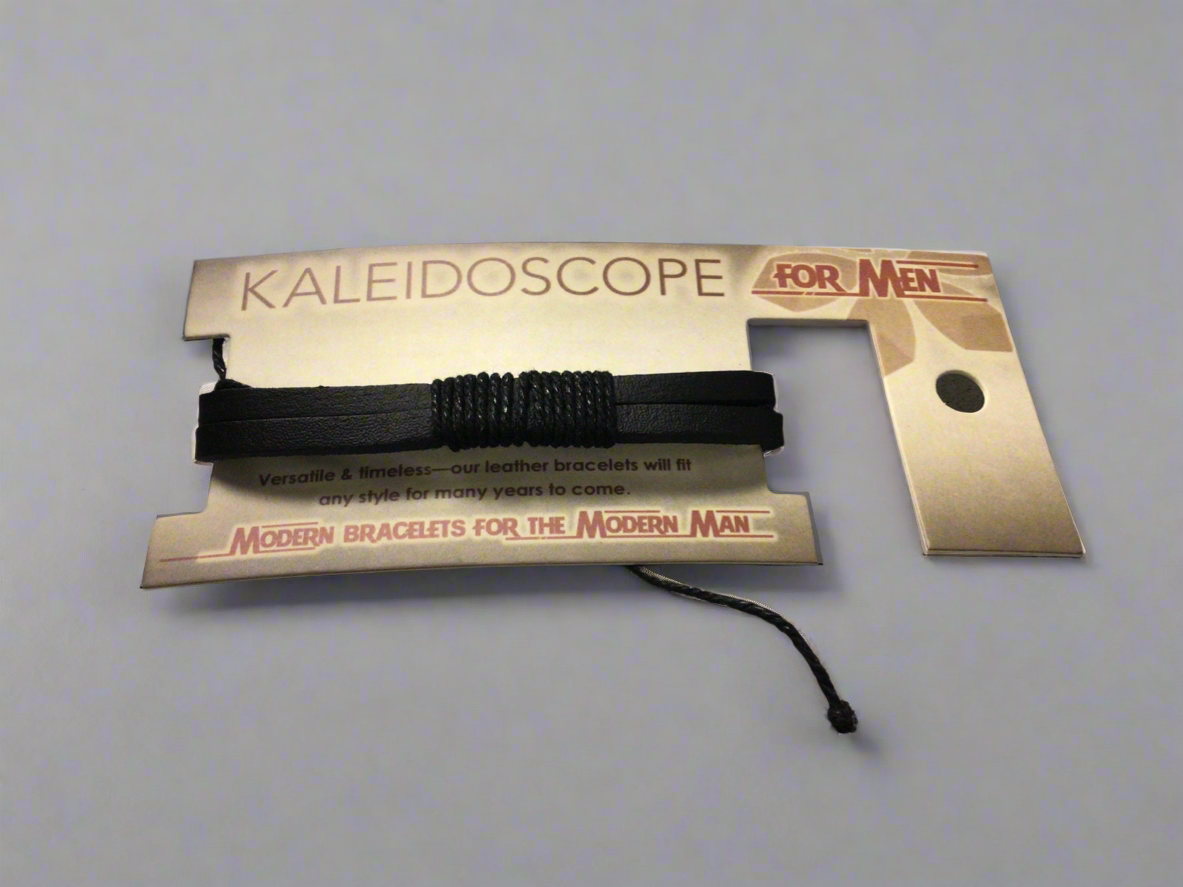 KALEIDOSCOPE FOR MEN
Versatile & timeless—our leather bracelets will fit
any style for many years to come.
MODERN BRACELETS FOR THE MODERN MAN